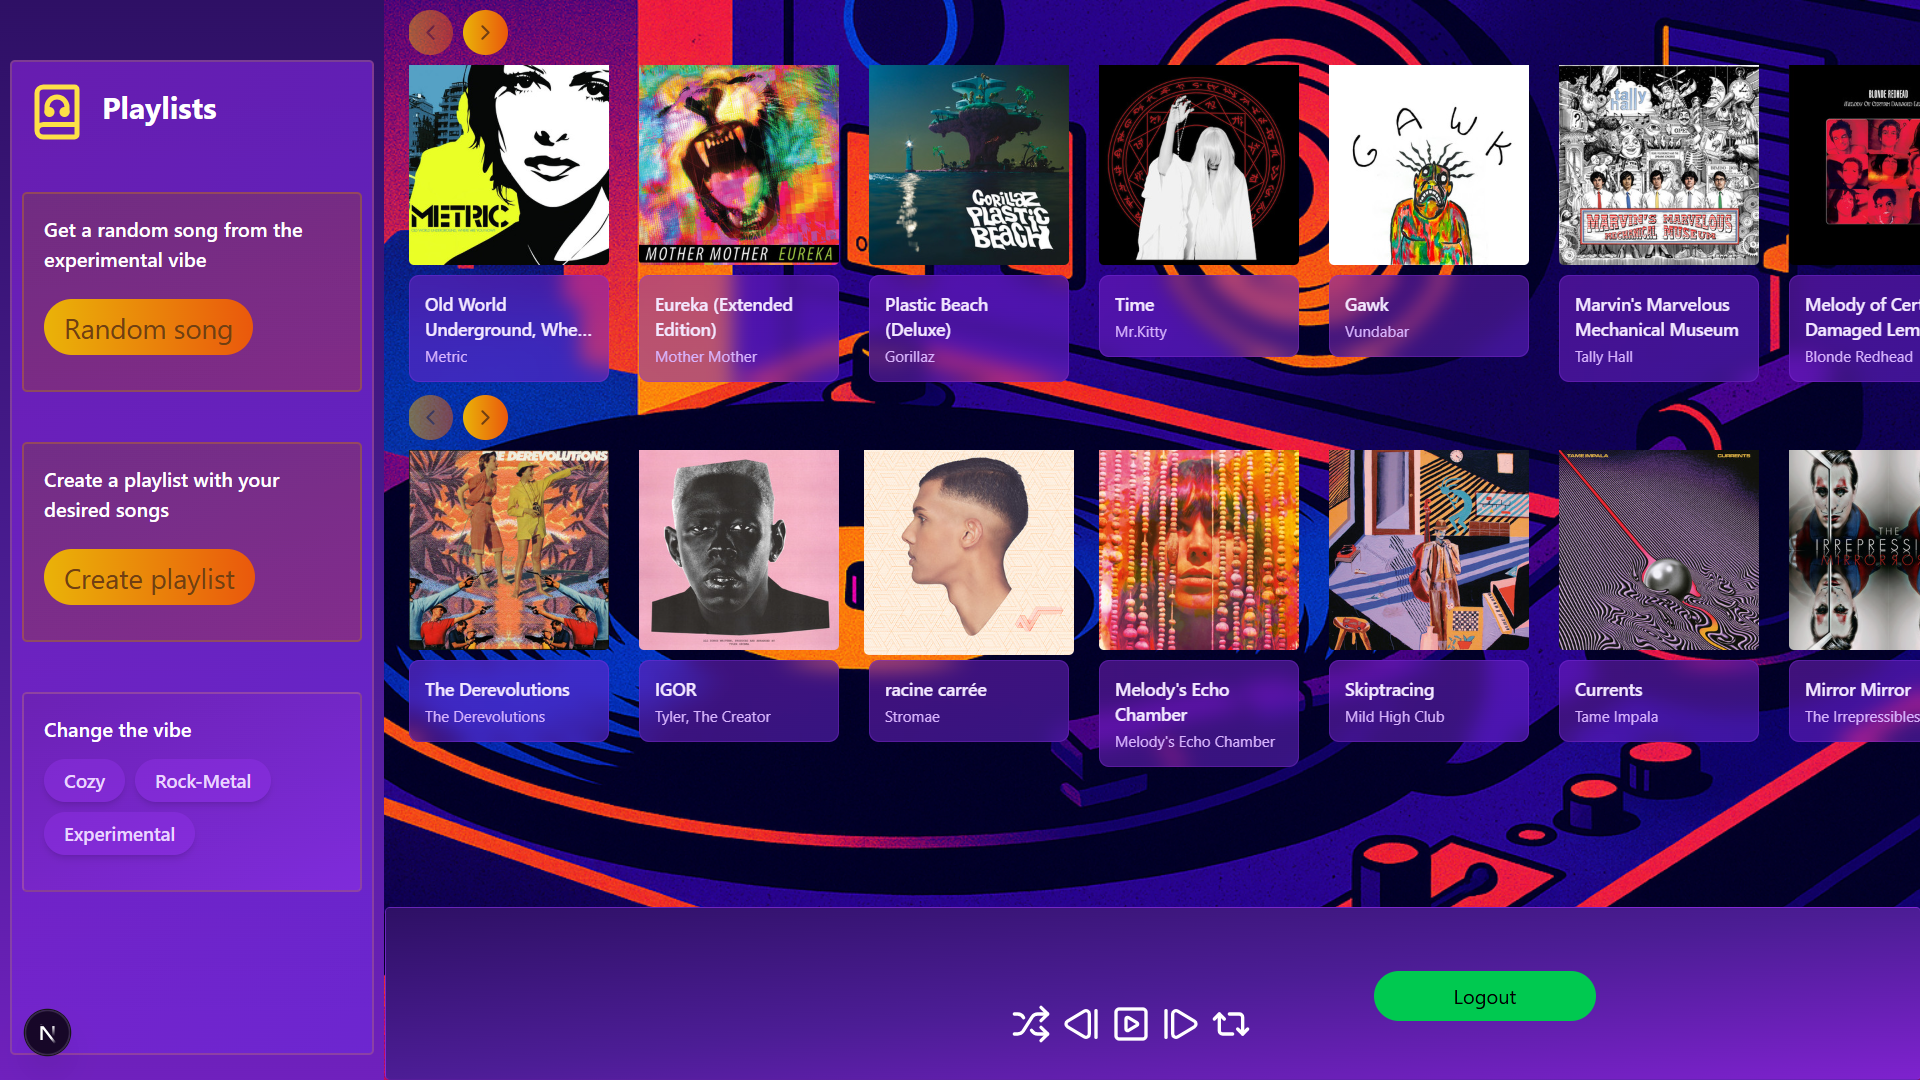 Playlists
Get a random song from the
experimental vibe
Random song
Create a playlist with your
desired songs
Create playlist
Change the vibe
Cozy
Rock-Metal
Experimental
N
METRIC
MOTHER MOTHER EUREKA
GORILLAZ
PLASTIC
BEACH
GAWK
tally
hall
MARVIN'S MARVELOUS
MECHANICAL MUSEUM
BLONDE REDHEAD
Old World
Underground, Whe...
Metric
Eureka (Extended
Edition)
Mother Mother
Plastic Beach
(Deluxe)
Gorillaz
Time
Mr.Kitty
Gawk
Vundabar
Marvin's Marvelous
Mechanical Museum
Tally Hall
Melody of Cer
Damaged Lem
Blonde Redhead
E DEREVOLUTIONS
TAME IMPALA
CURRENTS
THE
IRREPRESSI
The Derevolutions
The Derevolutions
IGOR
Tyler, The Creator
racine carrée
Stromae
Melody's Echo
Chamber
Melody's Echo Chamber
Skiptracing
Mild High Club
Currents
Tame Impala
Mirror Mirror
The Irrepressibles
Logout